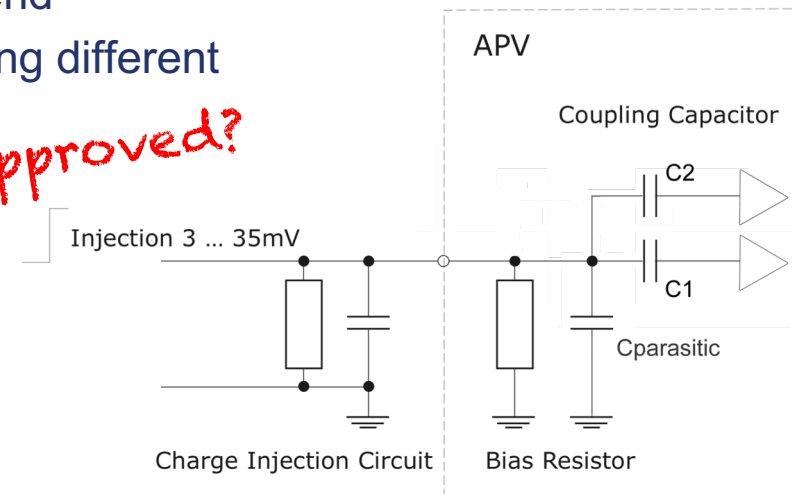 ng different
pproved?
APV
Coupling Capacitor
C2
Injection 3 ... 35mV
C1
Cparasitic
Charge Injection Circuit
Bias Resistor